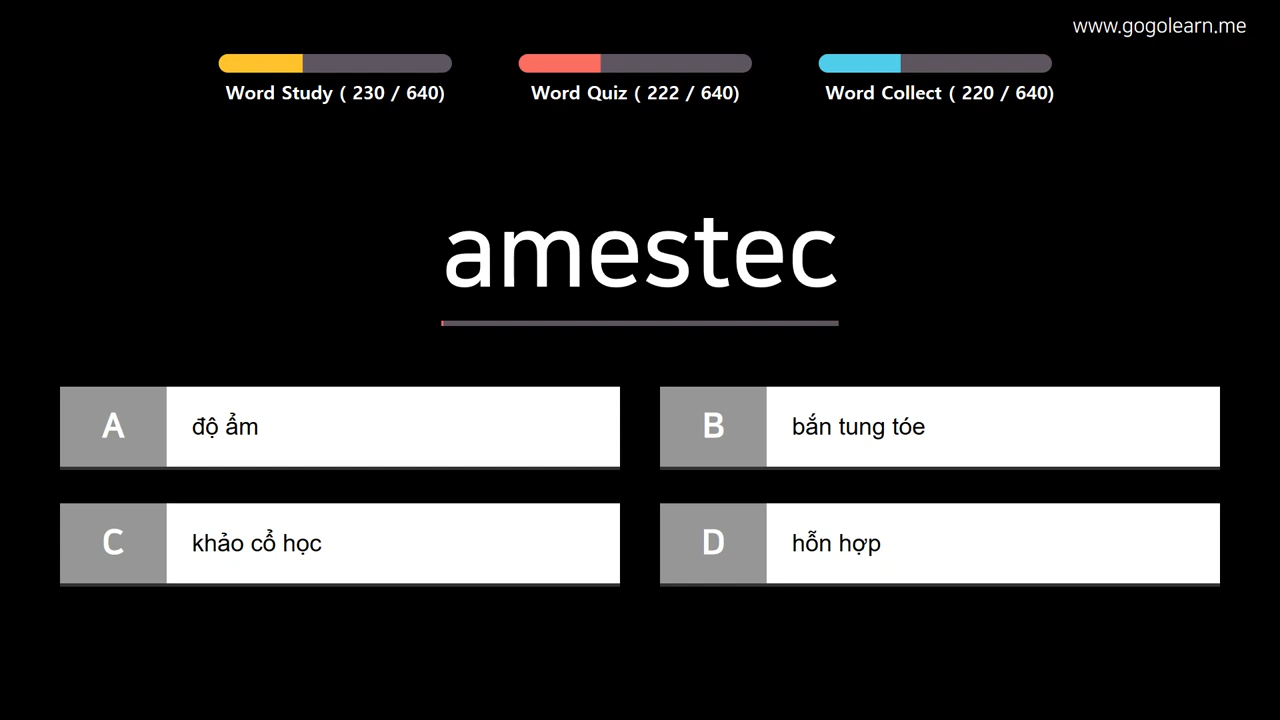 www.gogolearn.me
Word Study ( 230 / 640)
Word Quiz ( 222 / 640)
Word Collect ( 220 / 640)
amestec
A
độ ẩm
B
bắn tung tóe
C
khảo cổ học
D
hỗn hợp